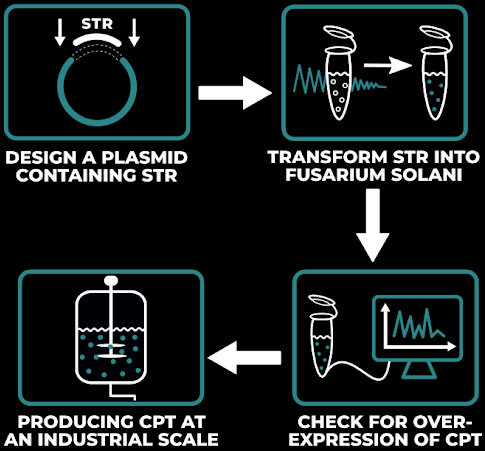 STR
DESIGN A PLASMID
CONTAINING STR
TRANSFORM STR INTO
FUSARIUM SOLANI
CHECK FOR OVER-
EXPRESSION OF CPT
PRODUCING CPT AT
AN INDUSTRIAL SCALE